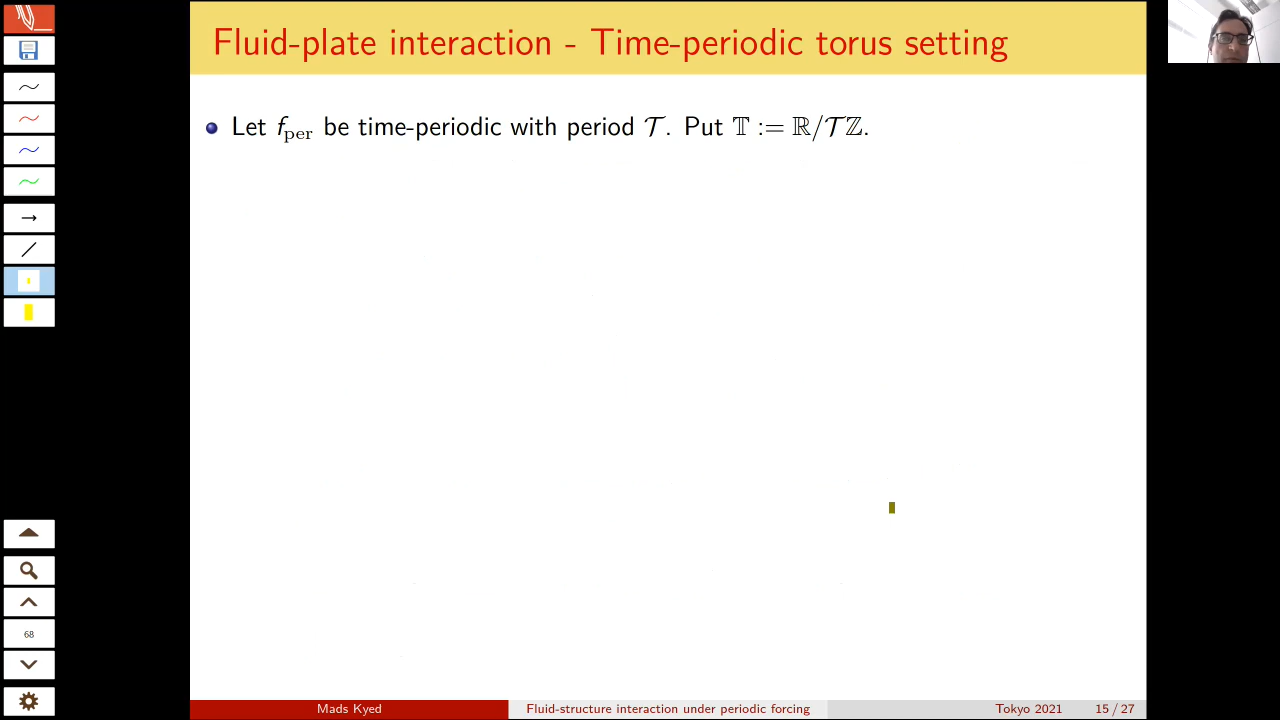 Fluid-plate interaction - Time-periodic torus setting
Let f_per be time-periodic with period 𝒯. Put 𝕋 := ℝ/𝒯ℤ.
68
Mads Kyed
Fluid-structure interaction under periodic forcing
Tokyo 2021
15 / 27